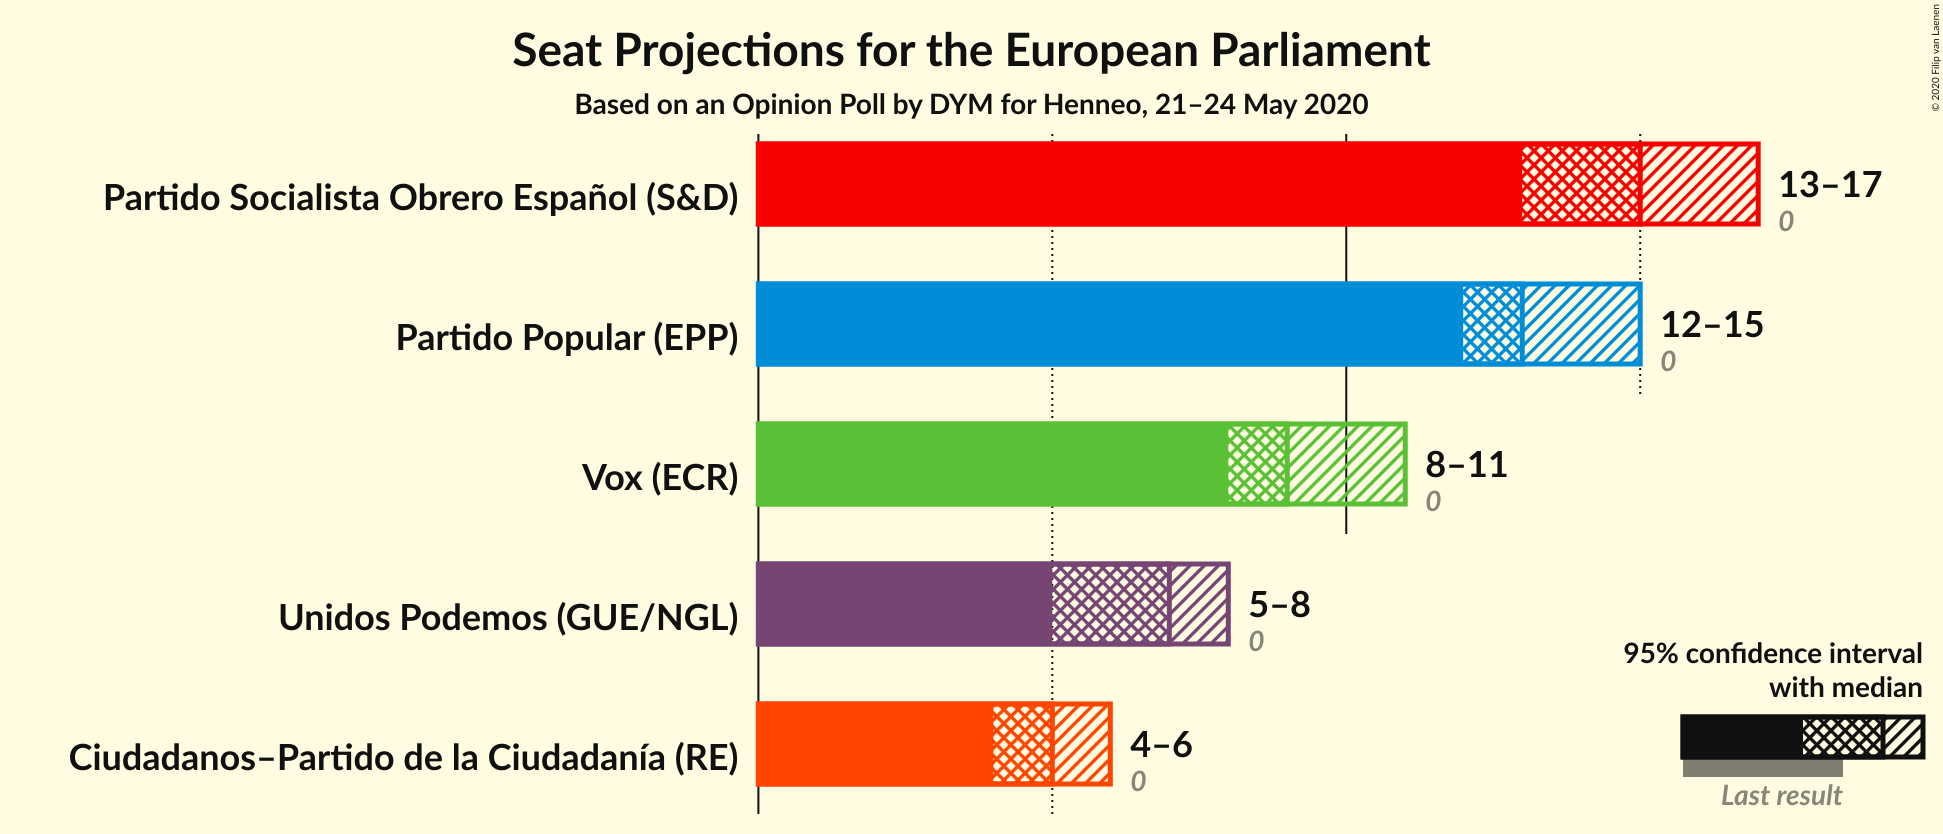 Seat Projections for the European Parliament
Based on an Opinion Poll by DYM for Henneo, 21–24 May 2020
© 2020 Filip van Laenen
Partido Socialista Obrero Español (S&D)
13–17
0
Partido Popular (EPP)
12–15
0
Vox (ECR)
8–11
0
Unidos Podemos (GUE/NGL)
5–8
0
Ciudadanos–Partido de la Ciudadanía (RE)
4–6
0
95% confidence interval
with median
Last result